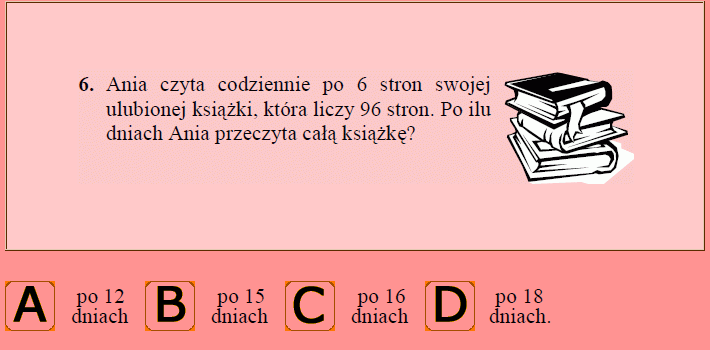 6. Ania czyta codziennie po 6 stron swojej
ulubionej książki, która liczy 96 stron. Po ilu
dniach Ania przeczyta całą książkę?
A po 12 dniach
B po 15 dniach
C po 16 dniach
D po 18 dniach.